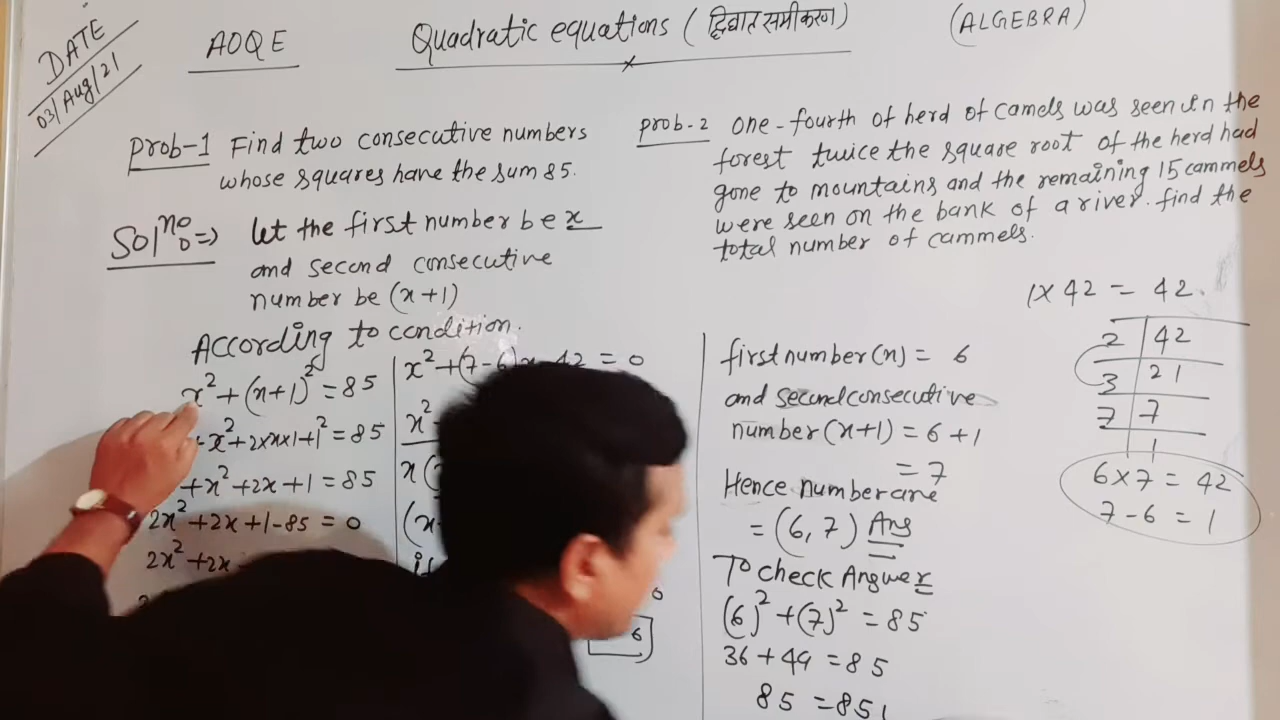 DATE
03/Aug/21
AOQE
Quadratic equations (द्विघात समीकरण)
(ALGEBRA)
Prob-1 Find two consecutive numbers
whose squares have the sum 85.
Solno 0=> let the first number be x
and second consecutive
number be (x+1)
According to condition.
x² + (x+1)² = 85
+x²+2×x×1+1² = 85
+x²+2x+1 = 85
2x²+2x+1-85 = 0
2x²+2x
x²+(7-6)x-42 = 0
x²
x(
(x-
if
6
prob-2 One-fourth of herd of camels was seen in the
forest twice the square root of the herd had
gone to mountains and the remaining 15 cammels
were seen on the bank of a river. find the
total number of cammels.
first number (x) = 6
and second consecutive
number (x+1) = 6+1
= 7
Hence number are
= (6, 7) Ans
To check Answer
(6)² + (7)² = 85
36 + 49 = 85
85 = 85
1 × 42 = 42.
2 | 42
3 | 21
7 | 7
1
6 × 7 = 42
7 - 6 = 1